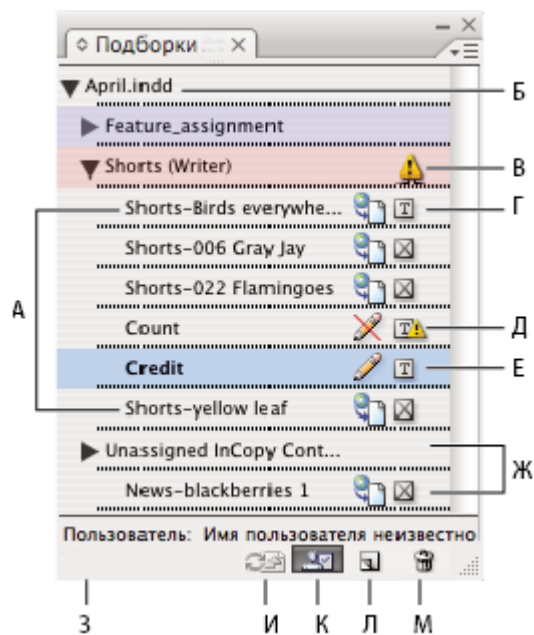 Подборки
April.indd
Б
Feature_assignment
Shorts (Writer)
В
Shorts-Birds everywhe...
Г
Shorts-006 Gray Jay
Shorts-022 Flamingoes
А
Count
Д
Credit
Е
Shorts-yellow leaf
Unassigned InCopy Cont...
Ж
News-blackberries 1
Пользователь: Имя пользователя неизвестно
З И К Л М